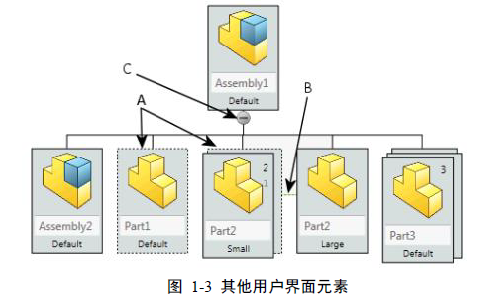 Assembly1
Default
C
A
B
2
1
3
Assembly2
Default
Part1
Default
Part2
Small
Part2
Large
Part3
Default
图 1-3 其他用户界面元素